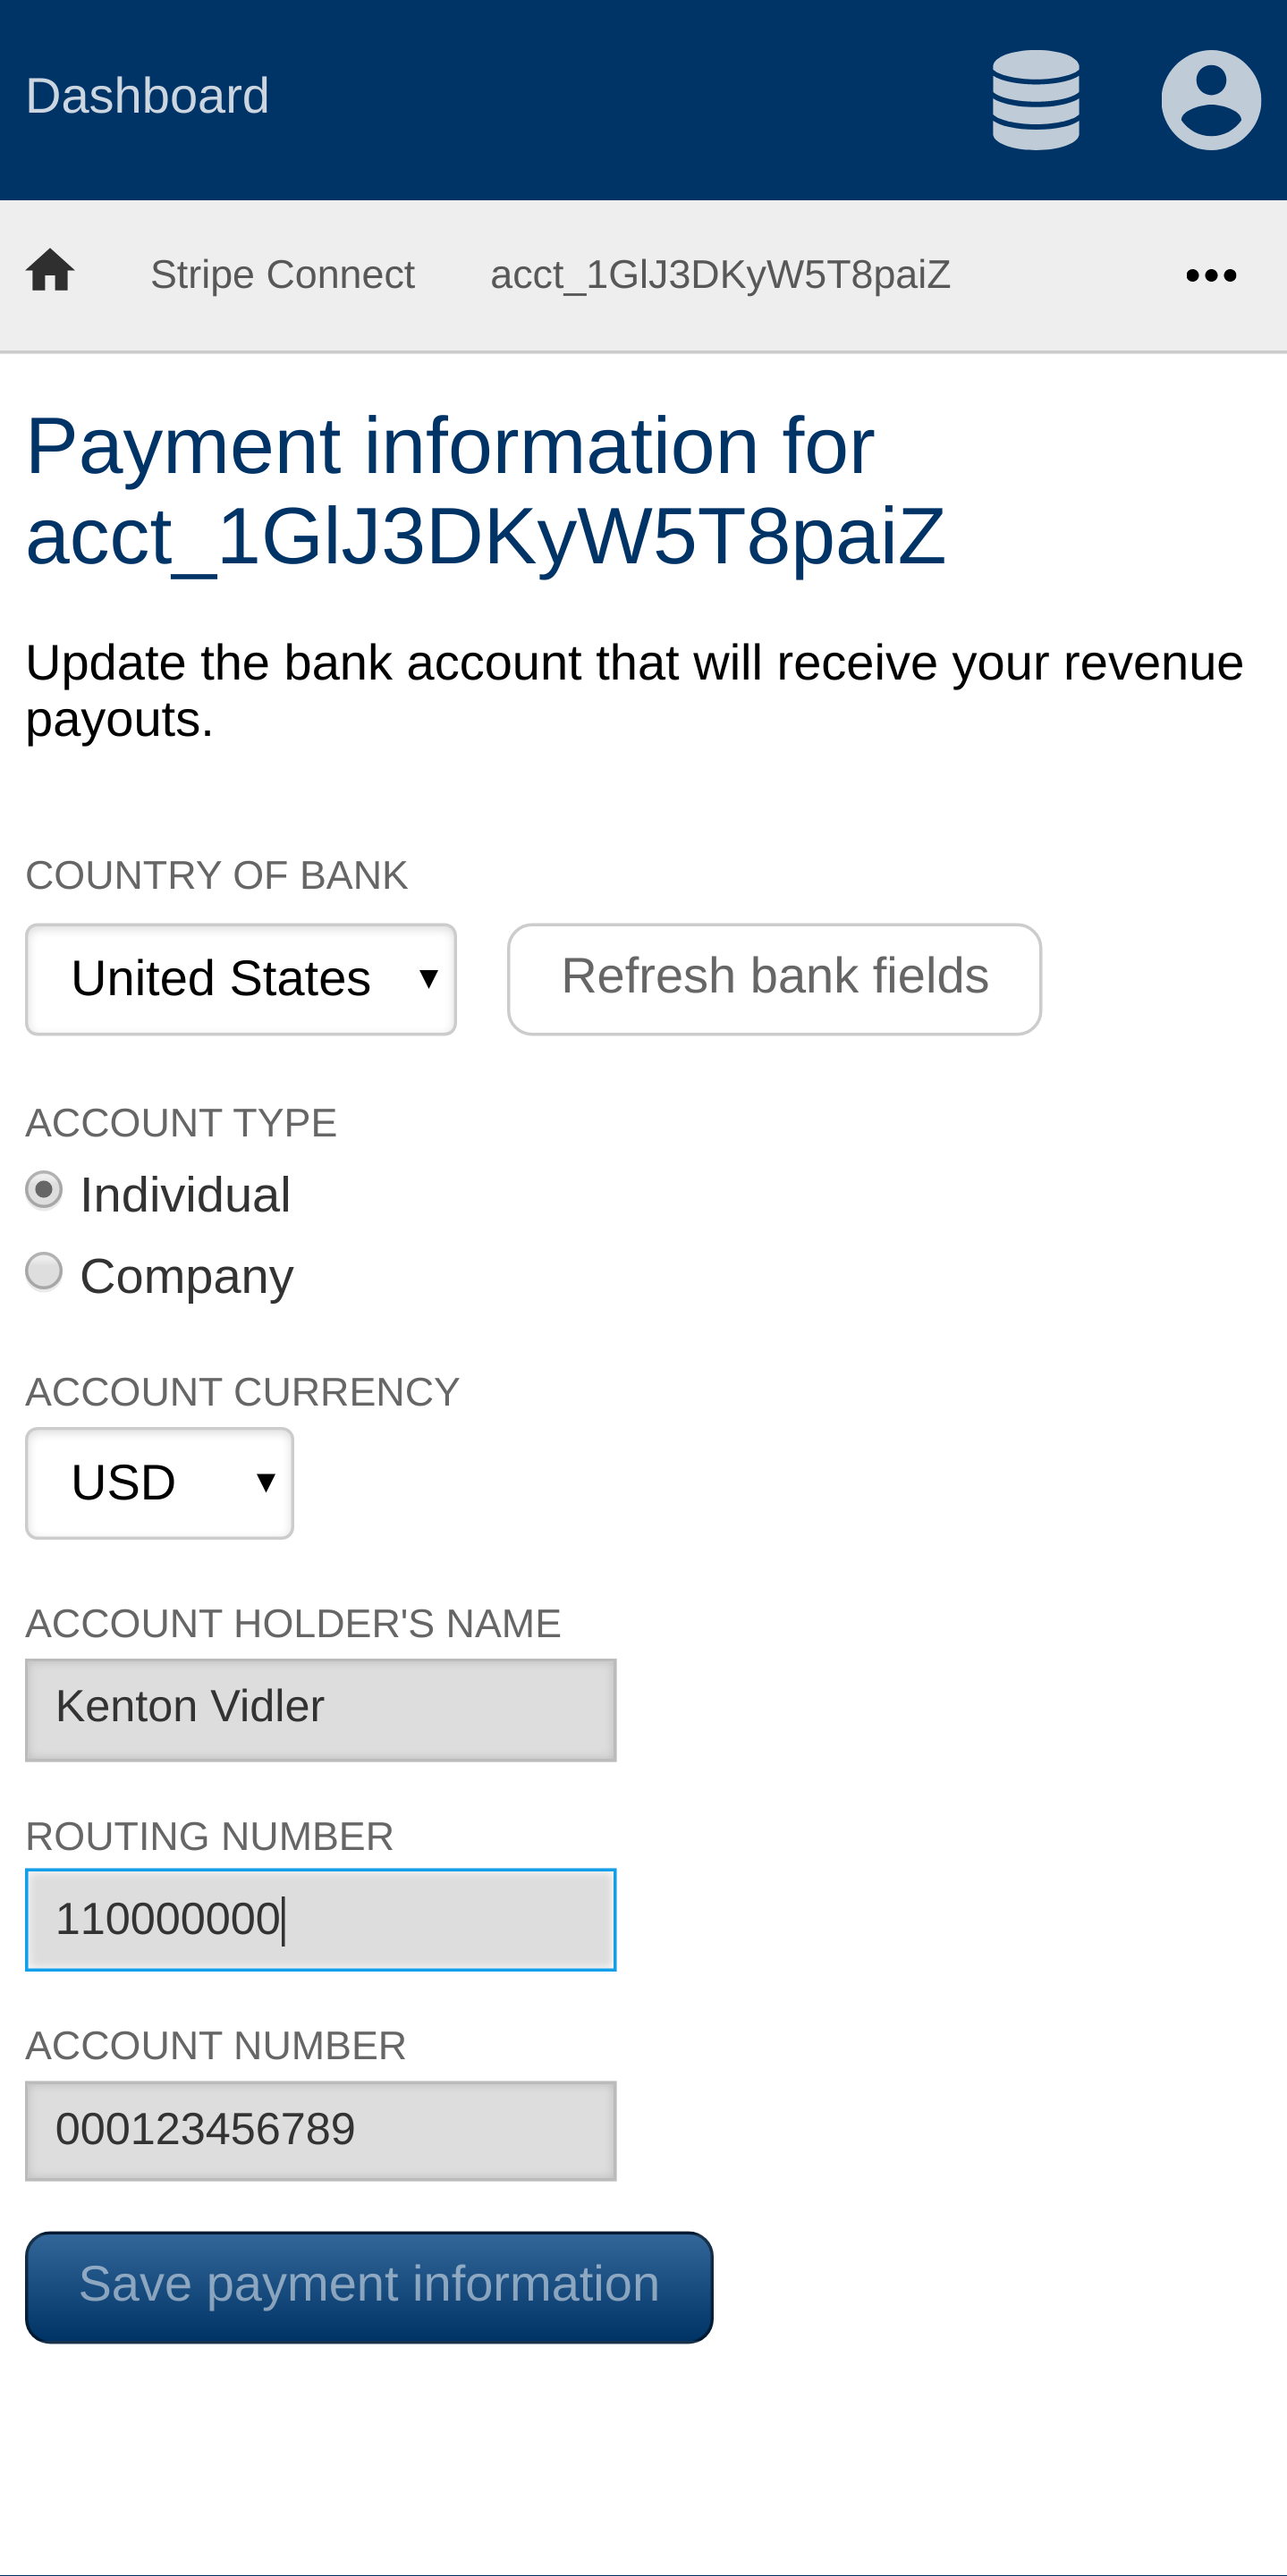 Dashboard
Stripe Connect acct_1GlJ3DKyW5T8paiZ
Payment information for
acct_1GlJ3DKyW5T8paiZ
Update the bank account that will receive your revenue
payouts.
COUNTRY OF BANK
United States Refresh bank fields
ACCOUNT TYPE
Individual
Company
ACCOUNT CURRENCY
USD
ACCOUNT HOLDER'S NAME
Kenton Vidler
ROUTING NUMBER
110000000
ACCOUNT NUMBER
000123456789
Save payment information